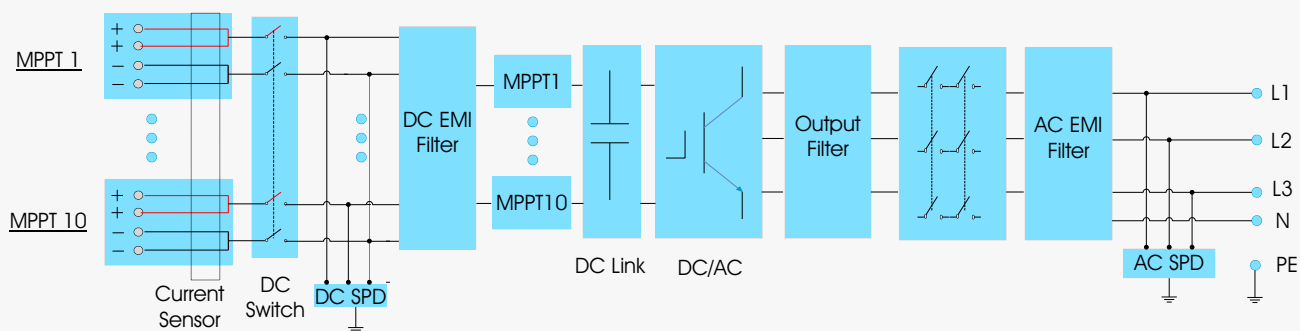 MPPT 1
+
+
−
−
MPPT 10
+
+
−
−
Current
Sensor
DC
Switch
DC SPD
DC EMI
Filter
MPPT1
MPPT10
DC Link
DC/AC
Output
Filter
AC EMI
Filter
AC SPD
L1
L2
L3
N
PE